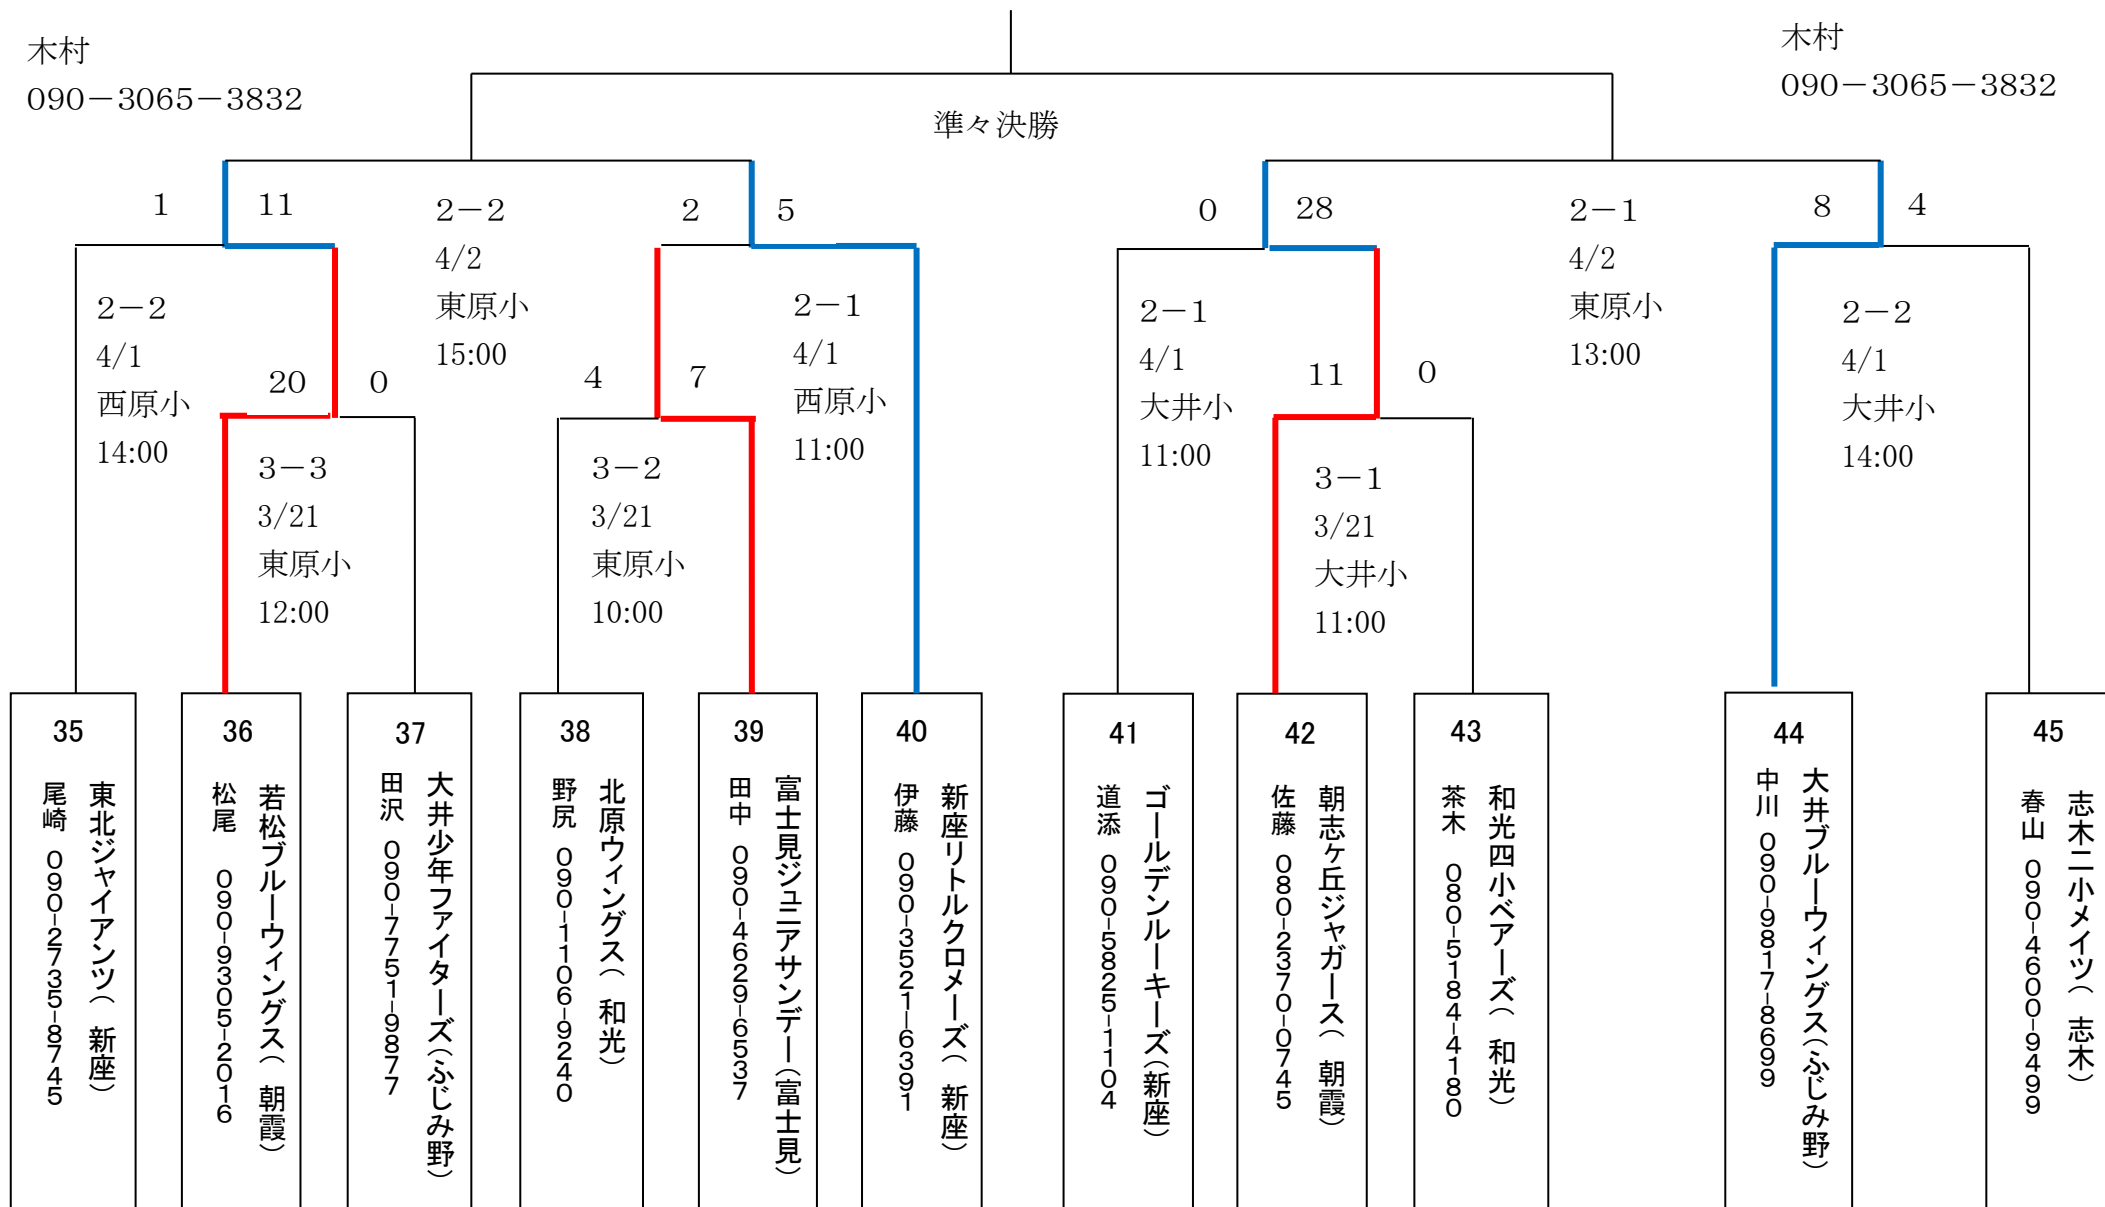 木村
090－3065－3832
木村
090－3065－3832
準々決勝
1
11
2－2
4/2
東原小
15:00
2
5
0
28
2－1
4/2
東原小
13:00
8
4
2－2
4/1
西原小
14:00
20
0
4
7
2－1
4/1
西原小
11:00
2－1
4/1
大井小
11:00
11
0
2－2
4/1
大井小
14:00
3－3
3/21
東原小
12:00
3－2
3/21
東原小
10:00
3－1
3/21
大井小
11:00
35
東北ジャイアンツ（ 新座）
尾崎 090-2735-8745
36
若松ブルーウィングス（ 朝霞）
松尾 090-9305-2016
37
大井少年ファイターズ（ふじみ野）
田沢 090-7751-9877
38
北原ウィングス（ 和光）
野尻 090-1106-9240
39
富士見ジュニアサンデー（富士見）
田中 090-4629-6537
40
新座リトルクロメーズ（ 新座）
伊藤 090-3521-6391
41
ゴールデンルーキーズ（新座）
道添 090-5825-1104
42
朝志ヶ丘ジャガース（ 朝霞）
佐藤 080-2370-0745
43
和光四小ベアーズ（ 和光）
茶木 080-5184-4180
44
大井ブルーウィングス（ふじみ野）
中川 090-9817-8699
45
志木二小メイツ（ 志木）
春山 090-4600-9499